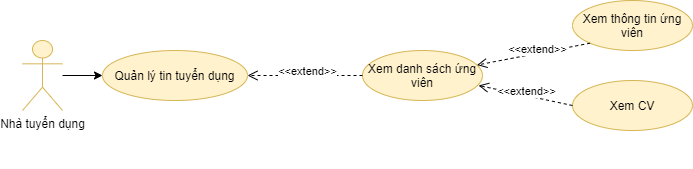 Xem thông tin ứng
viên
<<extend>>
Quản lý tin tuyển dụng
<<extend>>
Xem danh sách ứng
viên
<<extend>>
Xem CV
Nhà tuyển dụng